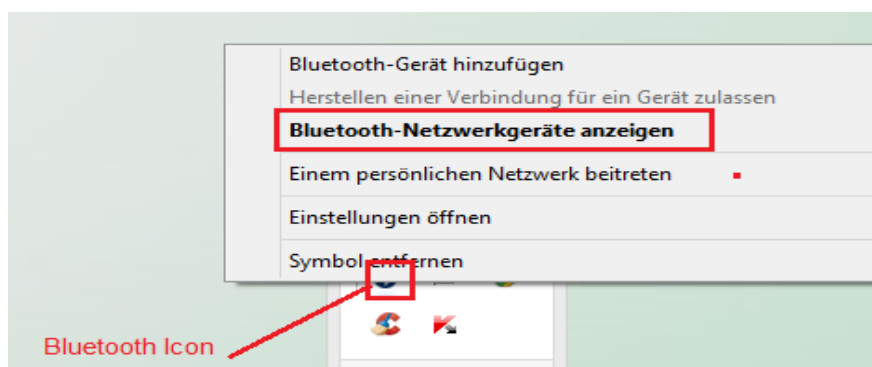 Bluetooth-Gerät hinzufügen
Herstellen einer Verbindung für ein Gerät zulassen
Bluetooth-Netzwerkgeräte anzeigen
Einem persönlichen Netzwerk beitreten
Einstellungen öffnen
Symbol entfernen
Bluetooth Icon